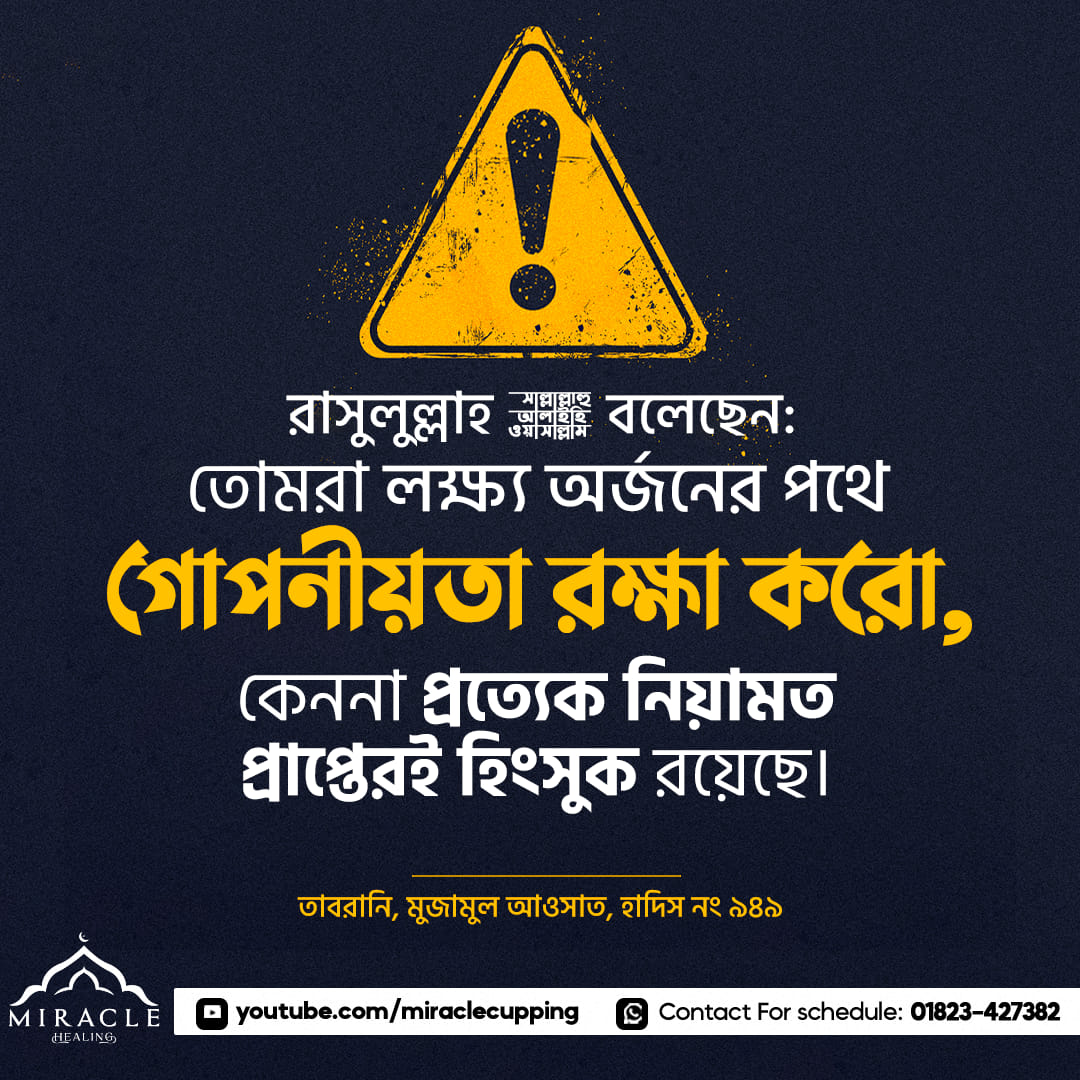 রাসুলুল্লাহ সাল্লাল্লাহু আলাইহি ওয়াসাল্লাম বলেছেন:
তোমরা লক্ষ্য অর্জনের পথে
গোপনীয়তা রক্ষা করো,
কেননা প্রত্যেক নিয়ামত
প্রাপ্তেরই হিংসুক রয়েছে।
তাবরানি, মুজামুল আওসাত, হাদিস নং ৯৪৯
MIRACLE
HEALING
youtube.com/miraclecupping
Contact For schedule: 01823-427382